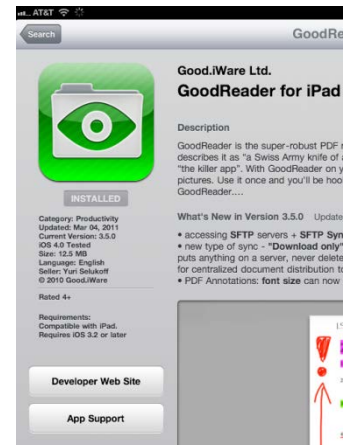 AT&T
Search
GoodRe
Good.iWare Ltd.
GoodReader for iPad
Description
GoodReader is the super-robust PDF r
describes it as "a Swiss Army knife of a
"the killer app". With GoodReader on y
pictures. Use it once and you'll be hoo
GoodReader....
INSTALLED
Category: Productivity
Updated: Mar 04, 2011
Current Version: 3.5.0
iOS 4.0 Tested
Size: 12.5 MB
Language: English
Seller: Yuri Selukoff
© 2010 Good.iWare
Rated 4+
Requirements:
Compatible with iPad.
Requires iOS 3.2 or later
What's New in Version 3.5.0 Update
• accessing SFTP servers + SFTP Syn
• new type of sync - "Download only"
puts anything on a server, never delete
for centralized document distribution to
• PDF Annotations: font size can now
Developer Web Site
App Support